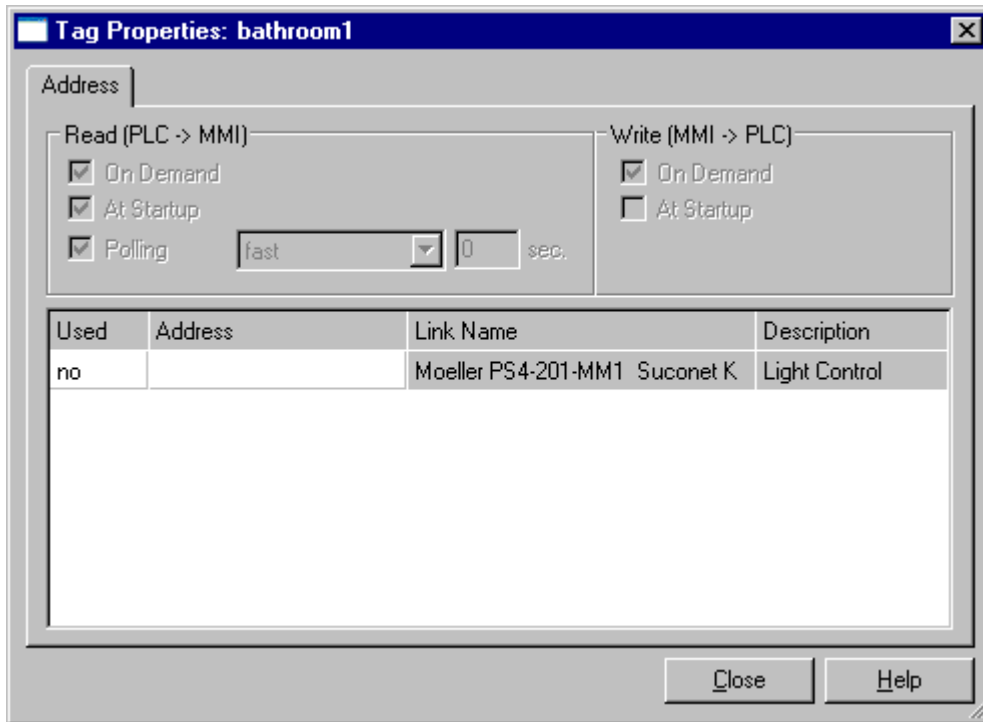 Tag Properties: bathroom1
Address
Read (PLC -> MMI)
On Demand
At Startup
Polling fast 0 sec.
Write (MMI -> PLC)
On Demand
At Startup
Used Address Link Name Description
no Moeller PS4-201-MM1 Suconet K Light Control
Close Help